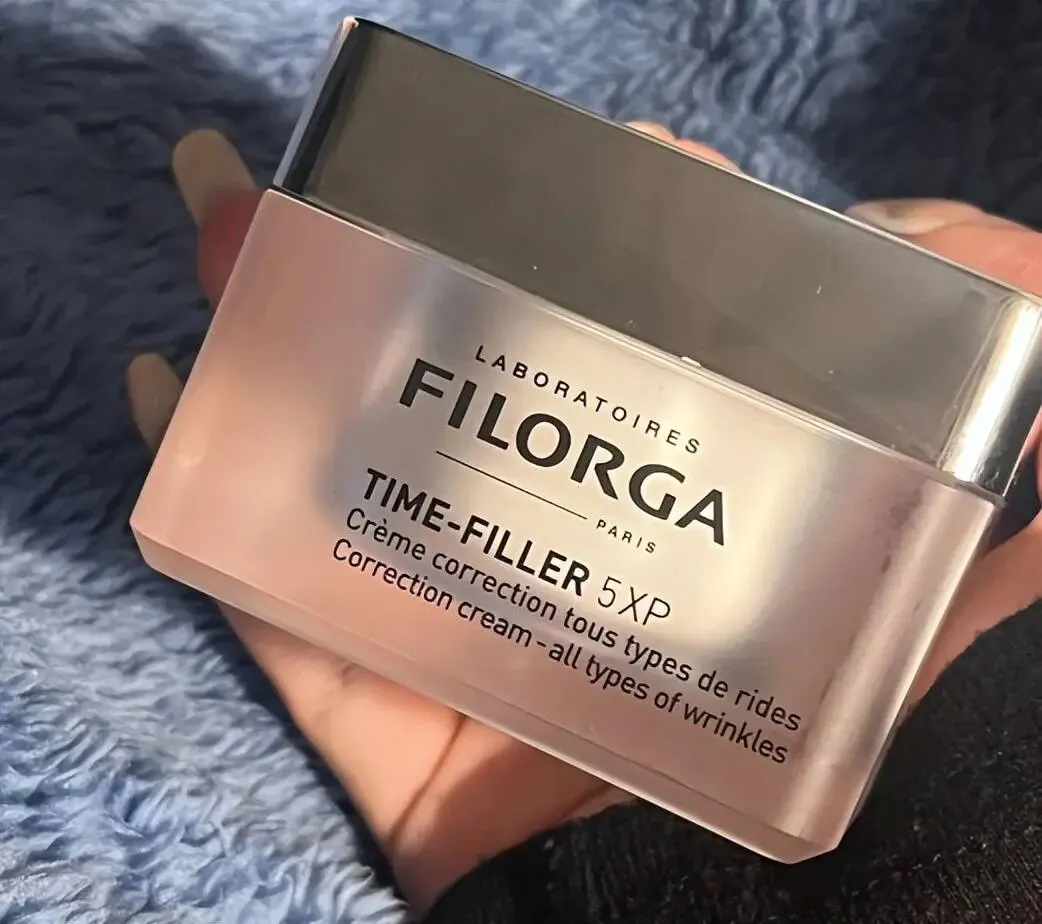 LABORATOIRES
FILORGA
PARIS
TIME-FILLER 5XP
Crème correction tous types de rides
Correction cream - all types of wrinkles